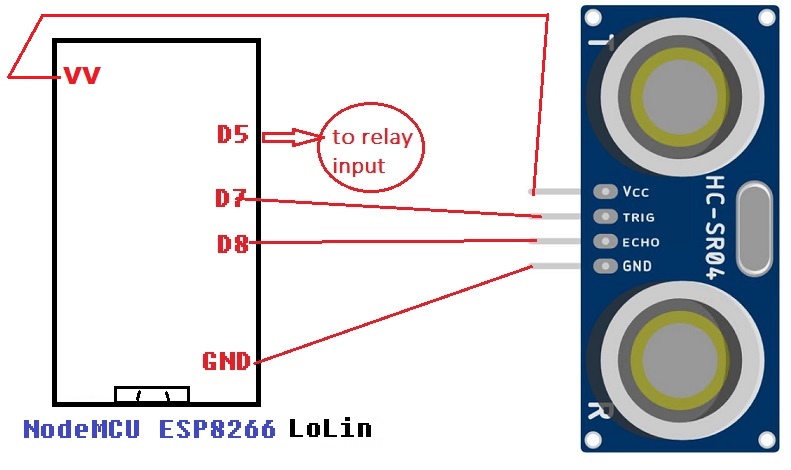 VV
D5
to relay
input
D7
D8
GND
NodeMCU ESP8266 LoLin
T
Vcc
TRIG
ECHO
GND
HC-SR04
R